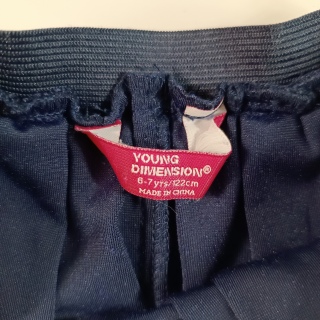 YOUNG
DIMENSION®
6-7 yrs/122cm
MADE IN CHINA